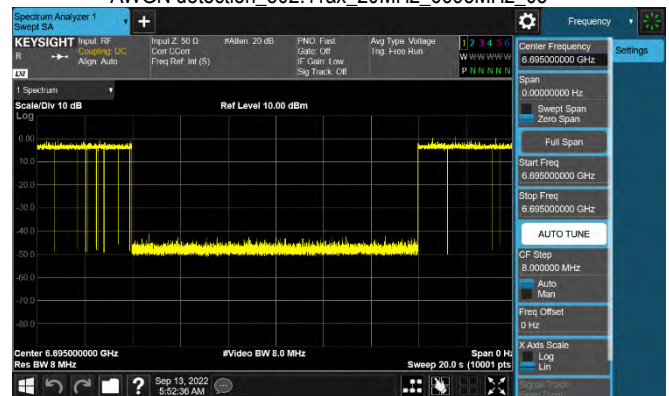 Spectrum Analyzer 1
Swept SA
Frequency
KEYSIGHT
R
LXI
Input: RF
Coupling: DC
Align: Auto
Input Z: 50 Ω
Corr CCorr
Freq Ref: Int (S)
#Atten: 20 dB
PNO: Fast
Gate: Off
IF Gain: Low
Sig Track: Off
Avg Type: Voltage
Trig: Free Run
1 2 3 4 5 6
W W W W W W
P N N N N N
1 Spectrum
Scale/Div 10 dB
Ref Level 10.00 dBm
Log
0.00
-10.0
-20.0
-30.0
-40.0
-50.0
-60.0
-70.0
-80.0
Center 6.695000000 GHz
#Video BW 8.0 MHz
Span 0 Hz
Res BW 8 MHz
Sweep 20.0 s (10001 pts
Sep 13, 2022
5:52:36 AM
Center Frequency
6.695000000 GHz
Settings
Span
0.00000000 Hz
Swept Span
Zero Span
Full Span
Start Freq
6.695000000 GHz
Stop Freq
6.695000000 GHz
AUTO TUNE
CF Step
8.000000 MHz
Auto
Man
Freq Offset
0 Hz
X Axis Scale
Log
Lin
Signal Track